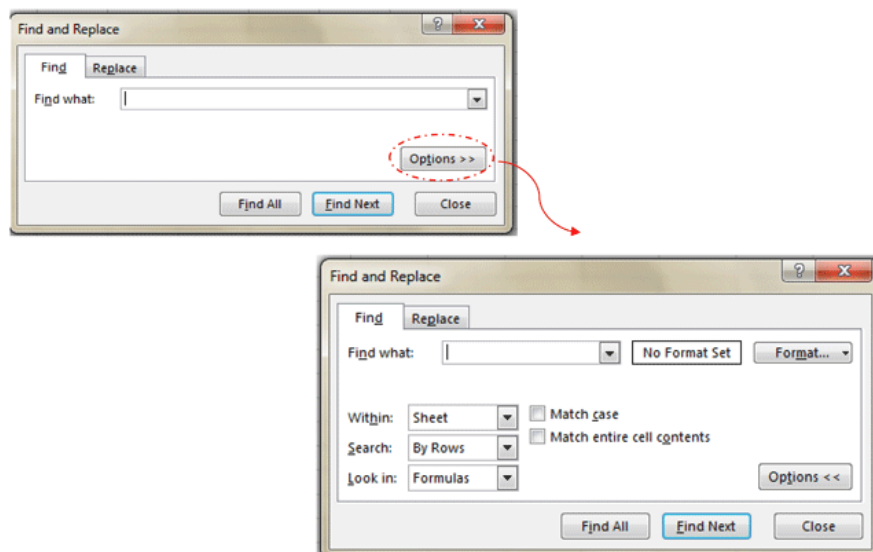 Find and Replace
Find Replace
Find what:
Options >>
Find All Find Next Close
Find and Replace
Find Replace
Find what: No Format Set Format...
Within: Sheet Match case
Match entire cell contents
Search: By Rows
Look in: Formulas
Options <<
Find All Find Next Close